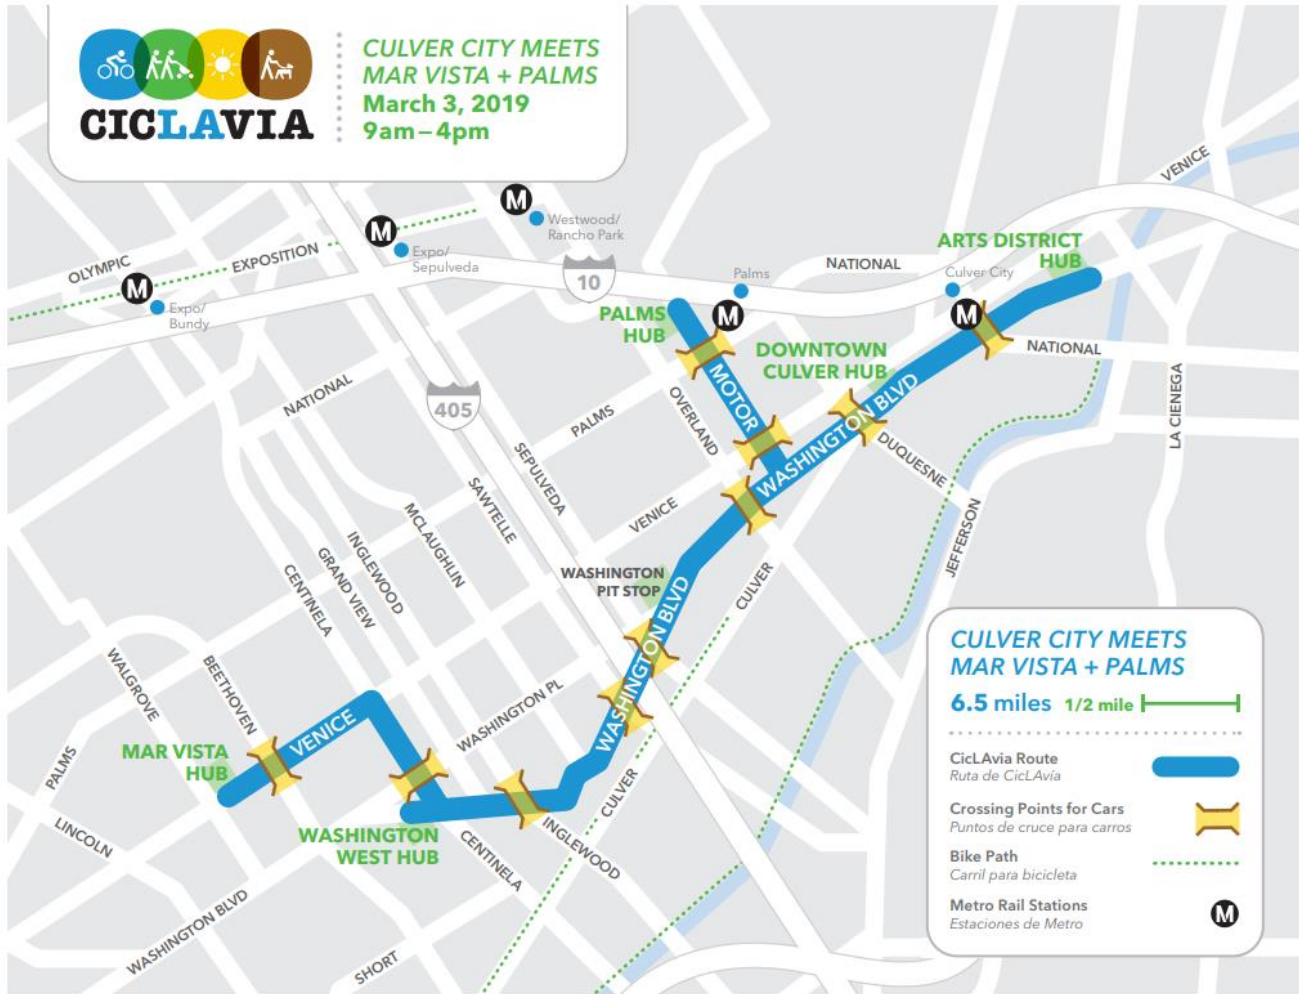 CICLAVIA
CULVER CITY MEETS
MAR VISTA + PALMS
March 3, 2019
9am–4pm
VENICE
M
Westwood/
Rancho Park
M
Expo/
Sepulveda
OLYMPIC
EXPOSITION
M
Expo/
Bundy
10
NATIONAL
ARTS DISTRICT
HUB
Palms
Culver City
M
M
PALMS
HUB
DOWNTOWN
CULVER HUB
NATIONAL
NATIONAL
405
MOTOR
OVERLAND
PALMS
WASHINGTON BLVD
LA CIENEGA
DUQUESNE
SEPULVEDA
SAWTELLE
VENICE
MCLAUGHLIN
INGLEWOOD
GRAND VIEW
CENTINELA
JEFFERSON
WASHINGTON
PIT STOP
CULVER
WASHINGTON BLVD
WALGROVE
BEETHOVEN
WASHINGTON PL
WASHINGTON BLVD
VENICE
MAR VISTA
HUB
PALMS
CULVER
LINCOLN
WASHINGTON
WEST HUB
CENTINELA
INGLEWOOD
WASHINGTON BLVD
SHORT
CULVER CITY MEETS
MAR VISTA + PALMS
6.5 miles 1/2 mile
CicLAvia Route
Ruta de CicLAvía
Crossing Points for Cars
Puntos de cruce para carros
Bike Path
Carril para bicicleta
Metro Rail Stations
Estaciones de Metro
M